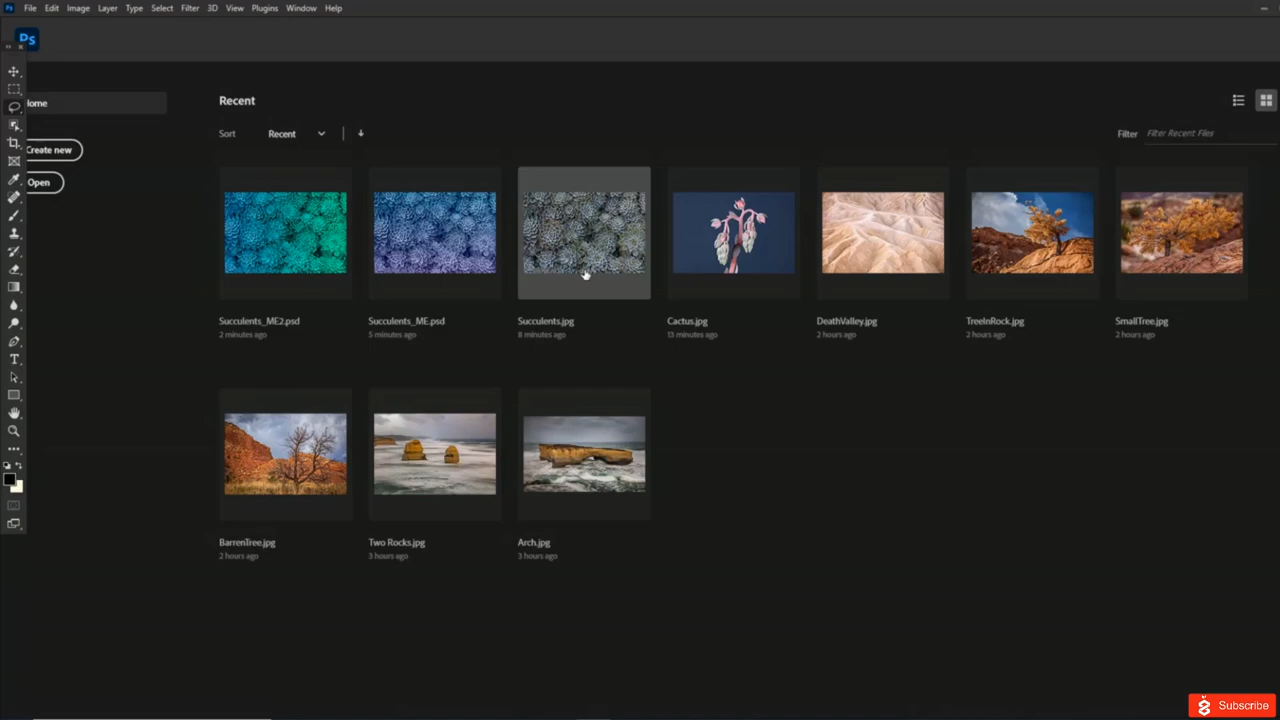 Ps File Edit Image Layer Type Select Filter 3D View Plugins Window Help
Ps
ome
Recent
Sort Recent
Filter Filter Recent Files
Create new
Open
Succulents_ME2.psd
2 minutes ago
Succulents_ME.psd
5 minutes ago
Succulents.jpg
8 minutes ago
Cactus.jpg
13 minutes ago
DeathValley.jpg
2 hours ago
TreeInRock.jpg
2 hours ago
SmallTree.jpg
2 hours ago
BarrenTree.jpg
2 hours ago
Two Rocks.jpg
3 hours ago
Arch.jpg
3 hours ago
T
Subscribe